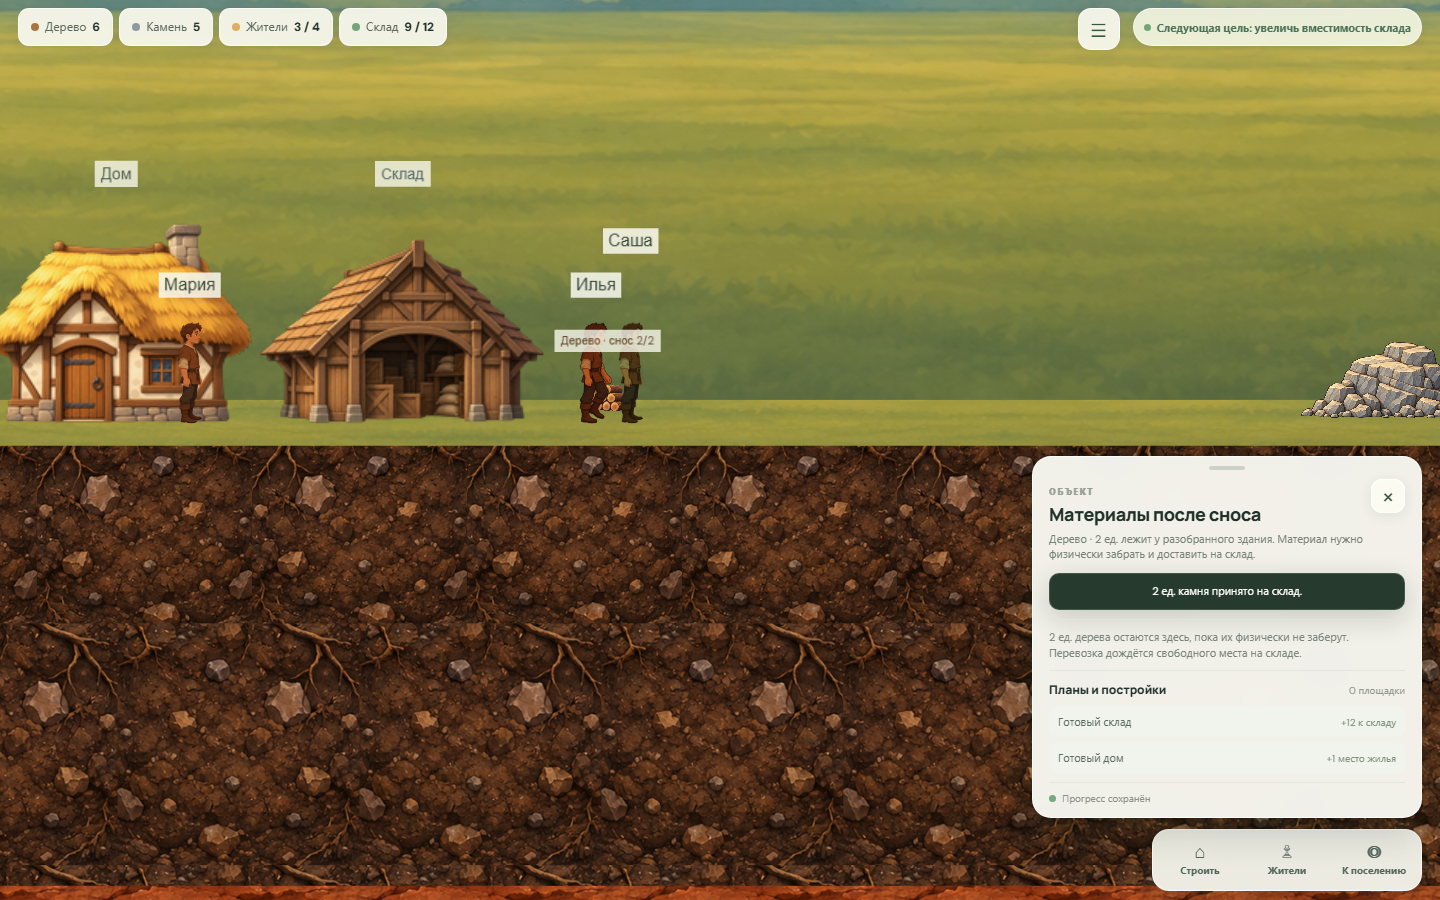 Дерево 6
Камень 5
Жители 3 / 4
Склад 9 / 12
Следующая цель: увеличь вместимость склада
Дом
Склад
Саша
Мария
Илья
Дерево · снос 2/2
ОБЪЕКТ
Материалы после сноса
Дерево · 2 ед. лежит у разобранного здания. Материал нужно
физически забрать и доставить на склад.
2 ед. камня принято на склад.
2 ед. дерева остаются здесь, пока их физически не заберут.
Перевозка дождётся свободного места на складе.
Планы и постройки
0 площадки
Готовый склад
+12 к складу
Готовый дом
+1 место жилья
Прогресс сохранён
Строить
Жители
К поселению